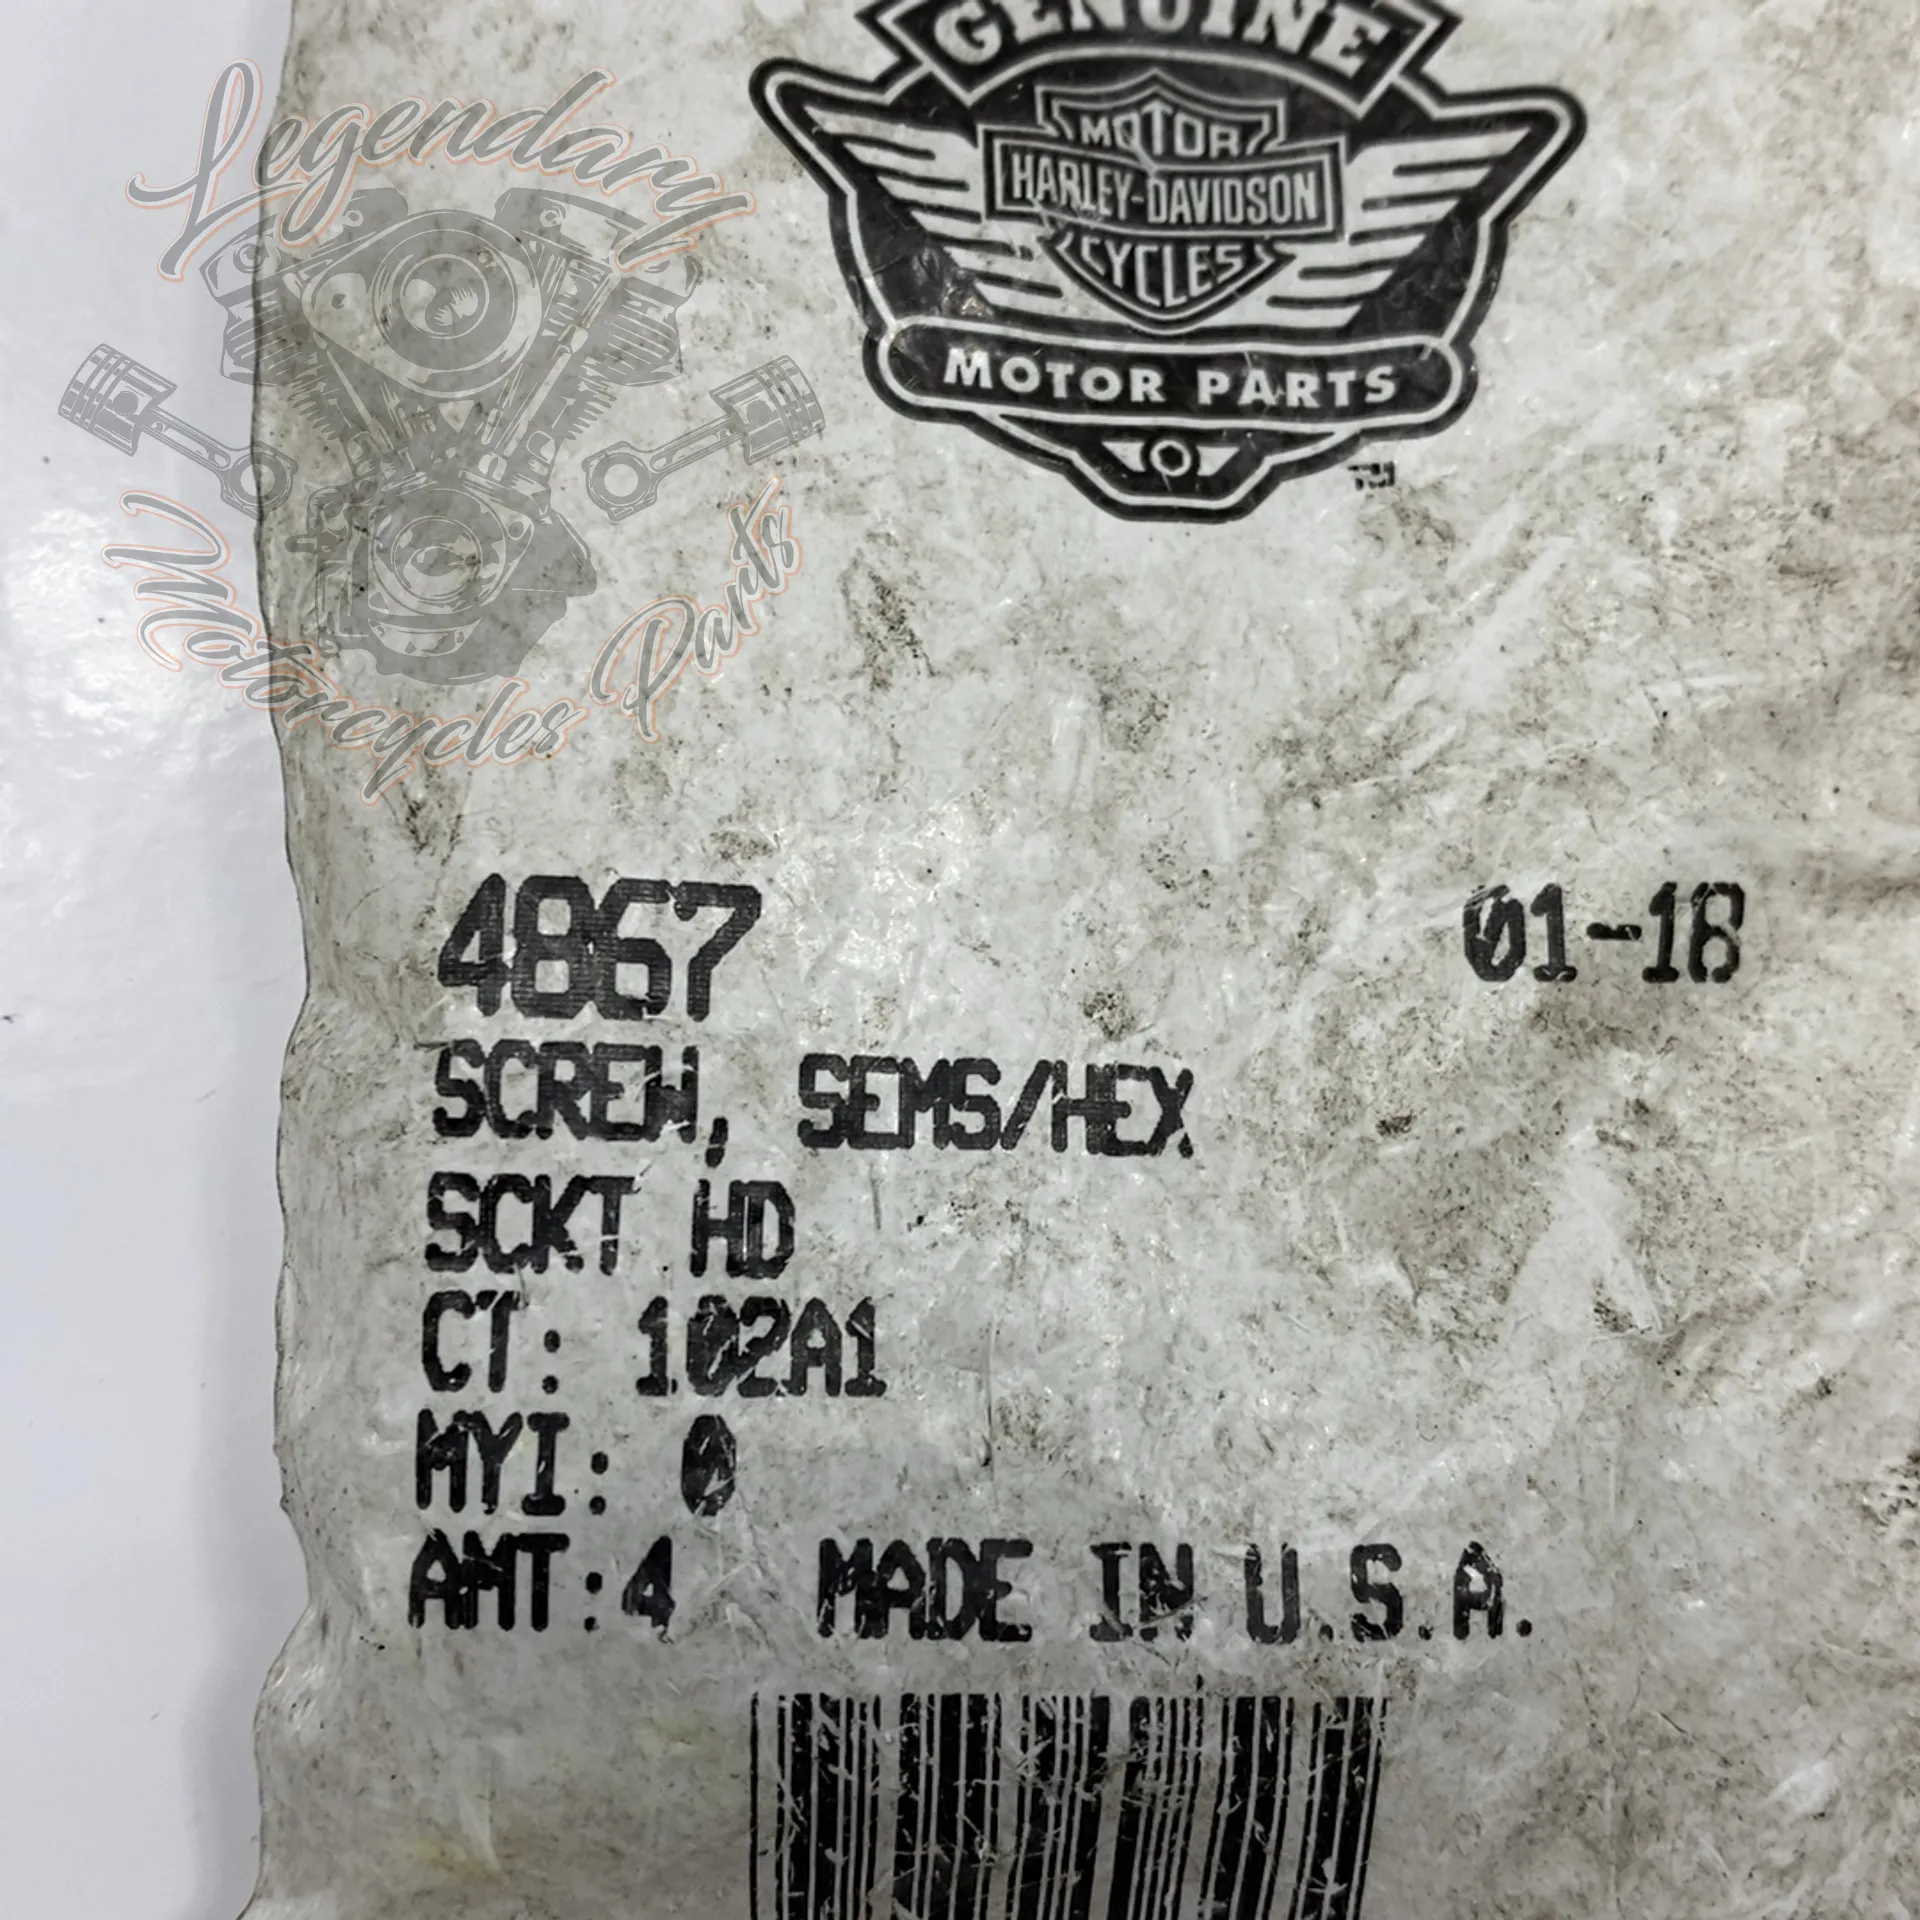 GENUINE
MOTOR
HARLEY-DAVIDSON
CYCLES
MOTOR PARTS
TM
Legendary
Motorcycles Parts
4867 01-18
SCREW, SEMS/HEX
SCKT HD
CT: 102A1
MYI: 0
AMT:4 MADE IN U.S.A.